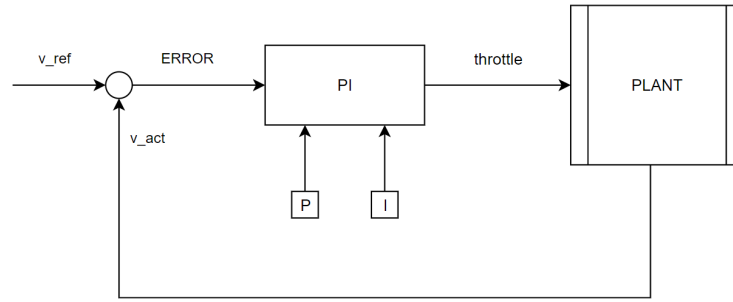 v_ref
ERROR
PI
throttle
PLANT
v_act
P
I